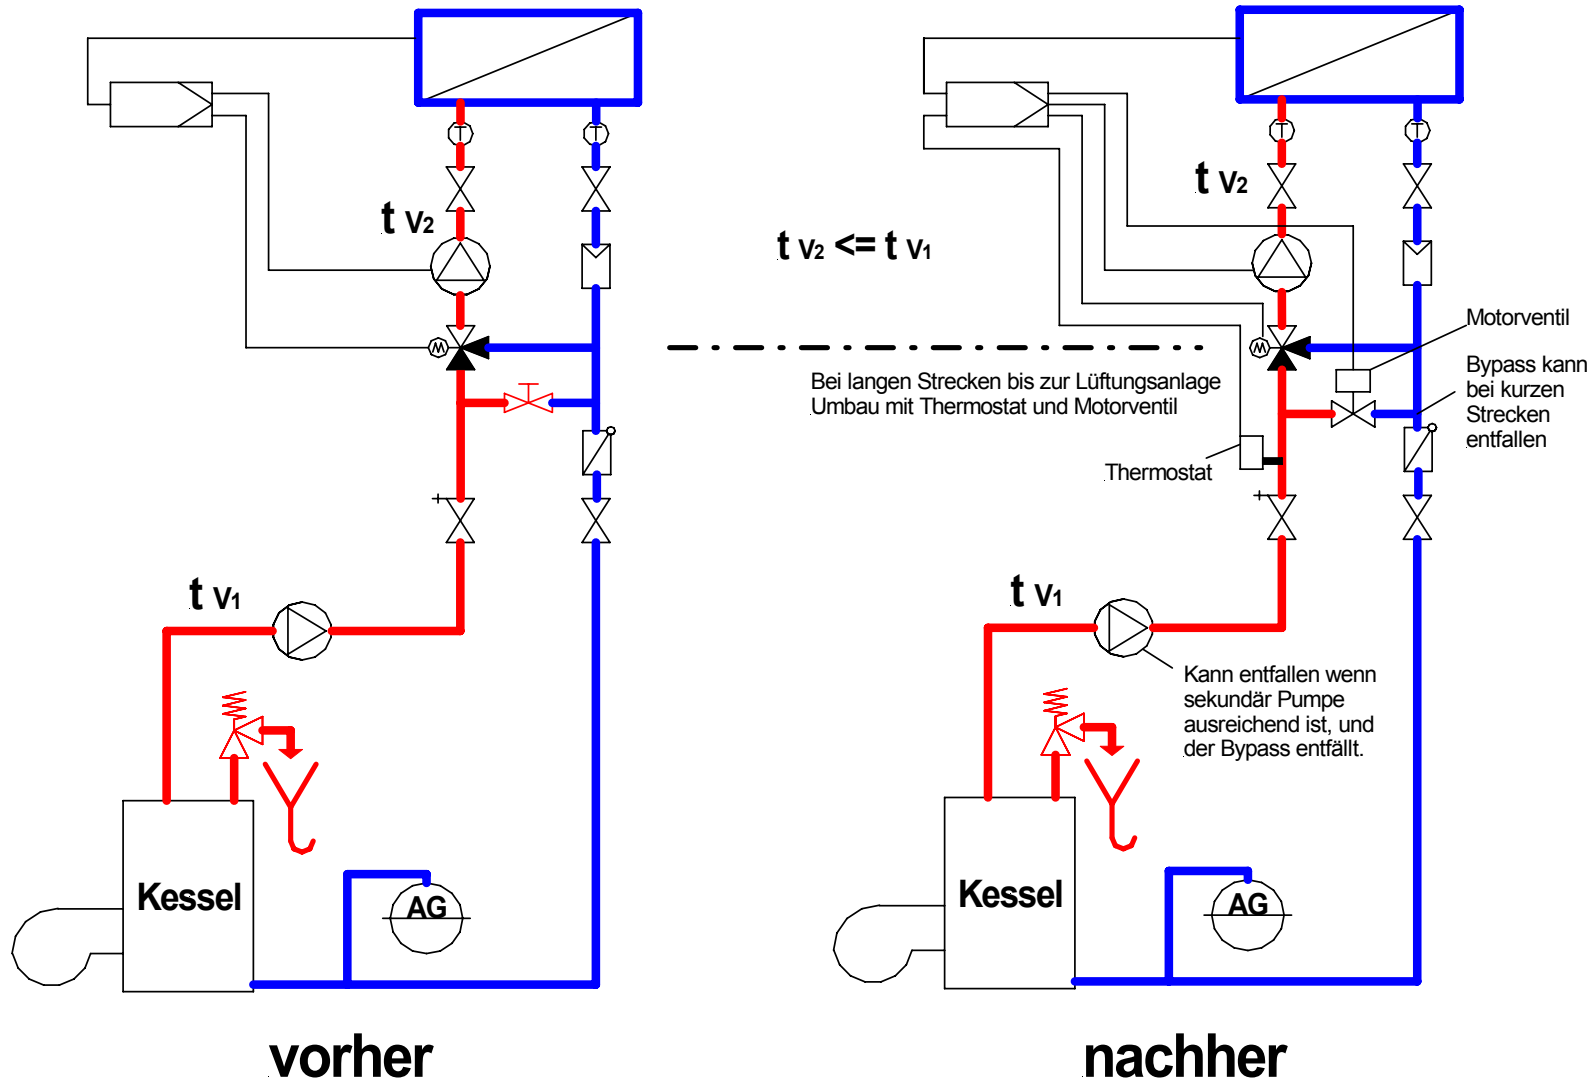 T
T
t V2
M
t V1
Kessel
AG
vorher
t V2 <= t V1
Bei langen Strecken bis zur Lüftungsanlage
Umbau mit Thermostat und Motorventil
T
T
t V2
M
Motorventil
Bypass kann
bei kurzen
Strecken
entfallen
Thermostat
t V1
Kann entfallen wenn
sekundär Pumpe
ausreichend ist, und
der Bypass entfällt.
Kessel
AG
nachher